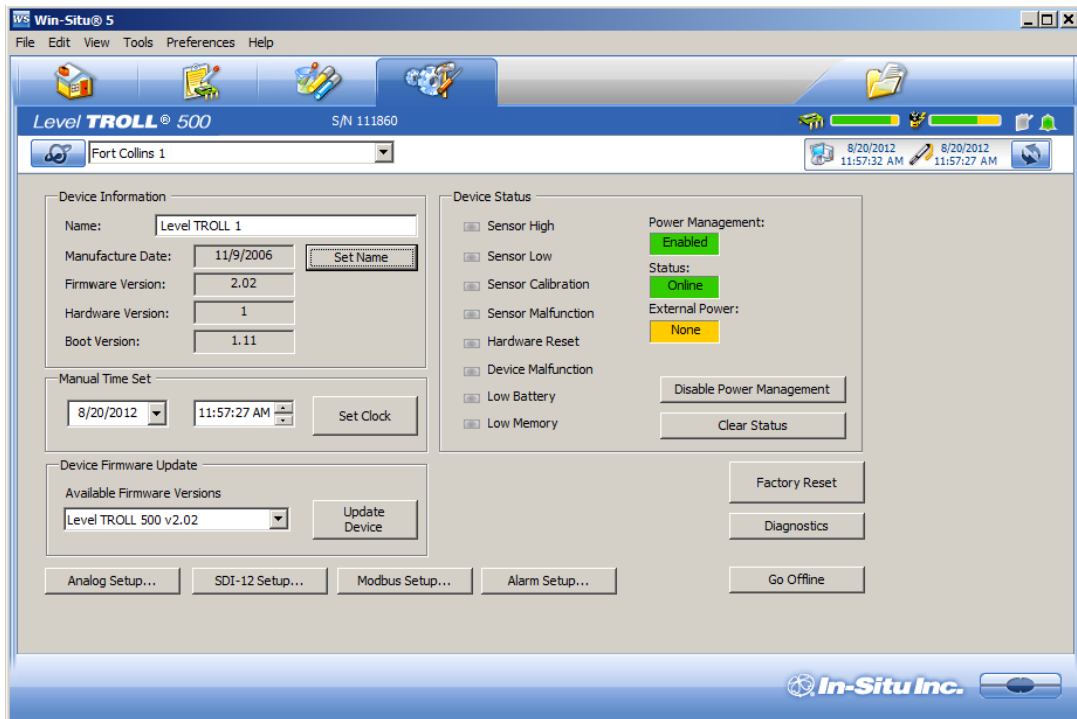 Win-Situ® 5
File Edit View Tools Preferences Help
Level TROLL® 500 S/N 111860
Fort Collins 1
8/20/2012 11:57:32 AM
8/20/2012 11:57:27 AM
Device Information
Name: Level TROLL 1
Manufacture Date: 11/9/2006
Set Name
Firmware Version: 2.02
Hardware Version: 1
Boot Version: 1.11
Manual Time Set
8/20/2012 11:57:27 AM Set Clock
Device Firmware Update
Available Firmware Versions
Level TROLL 500 v2.02
Update Device
Device Status
Sensor High
Sensor Low
Sensor Calibration
Sensor Malfunction
Hardware Reset
Device Malfunction
Low Battery
Low Memory
Power Management:
Enabled
Status:
Online
External Power:
None
Disable Power Management
Clear Status
Factory Reset
Diagnostics
Go Offline
Analog Setup... SDI-12 Setup... Modbus Setup... Alarm Setup...
In-Situ Inc.